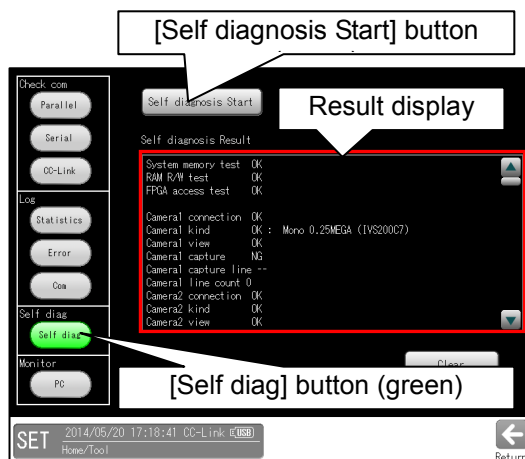 [Self diagnosis Start] button
Check com
Parallel
Self diagnosis Start
Result display
Serial
Self diagnosis Result
CC-Link
System memory test OK
RAM R/W test OK
FPGA access test OK
Log
Statistics
Camera1 connection OK
Camera1 kind OK : Mono 0.25MEGA (IVS200C7)
Camera1 view OK
Error
Camera1 capture NG
Camera1 capture line --
Camera1 line count 0
Com
Camera2 connection OK
Camera2 kind OK
Camera2 view OK
Self diag
Self diag
Monitor
Clear
PC
[Self diag] button (green)
SET 2014/05/20 17:18:41 CC-Link USB
Home/Tool
Return